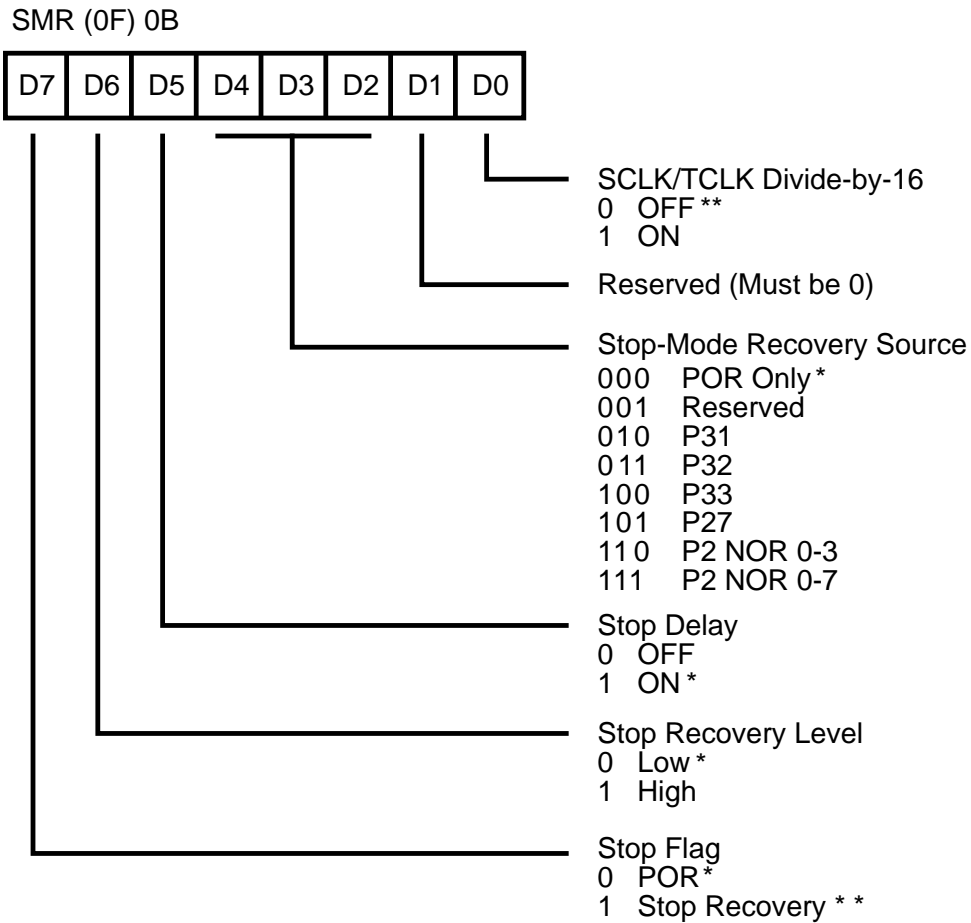 SMR (0F) 0B
D7 D6 D5 D4 D3 D2 D1 D0
SCLK/TCLK Divide-by-16
0 OFF **
1 ON
Reserved (Must be 0)
Stop-Mode Recovery Source
000 POR Only *
001 Reserved
010 P31
011 P32
100 P33
101 P27
110 P2 NOR 0-3
111 P2 NOR 0-7
Stop Delay
0 OFF
1 ON *
Stop Recovery Level
0 Low *
1 High
Stop Flag
0 POR *
1 Stop Recovery * *